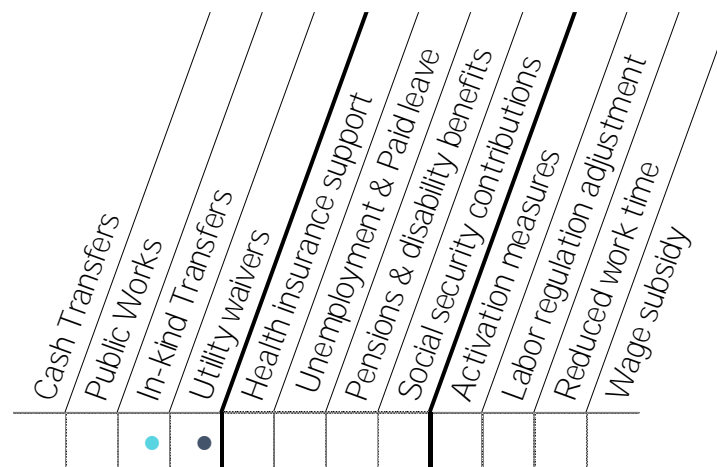 Cash Transfers
Public Works
In-Kind Transfers
Utility waivers
Health insurance support
Unemployment & Paid leave
Pensions & disability benefits
Social security contributions
Activation measures
Labor regulation adjustment
Reduced work time
Wage subsidy